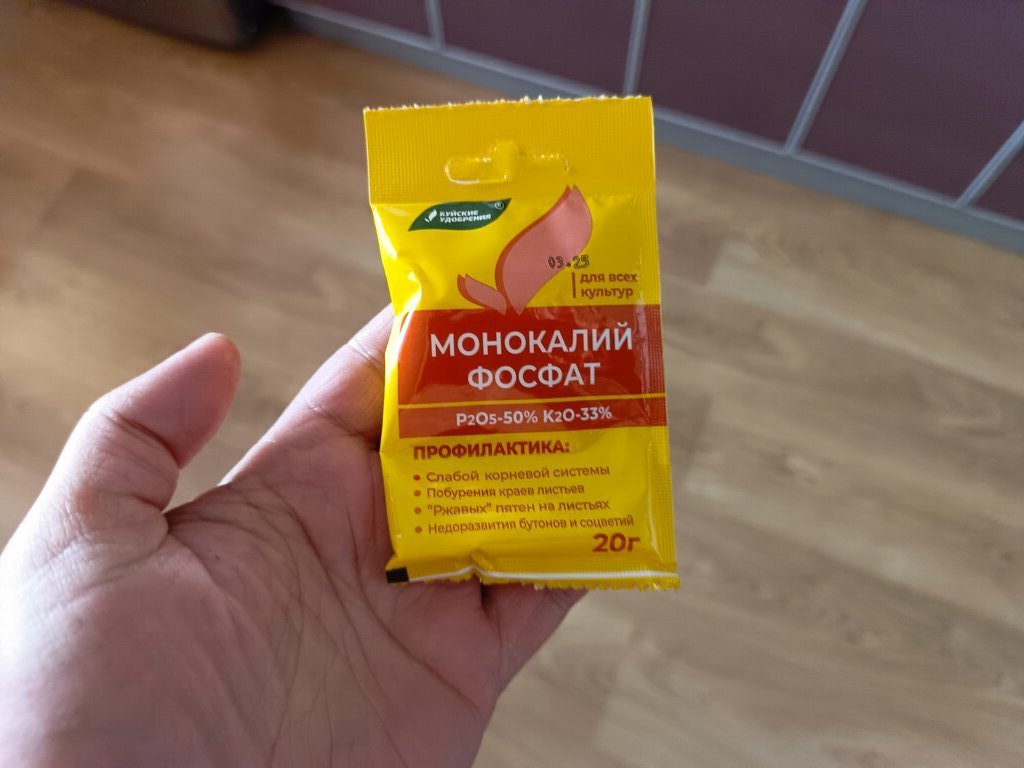 БУЙСКИЕ
УДОБРЕНИЯ®
03.25
для всех
культур
МОНОКАЛИЙ
ФОСФАТ
P2O5-50% K2O-33%
ПРОФИЛАКТИКА:
• Слабой корневой системы
• Побурения краев листьев
• "Ржавых" пятен на листьях
• Недоразвития бутонов и соцветий
20г